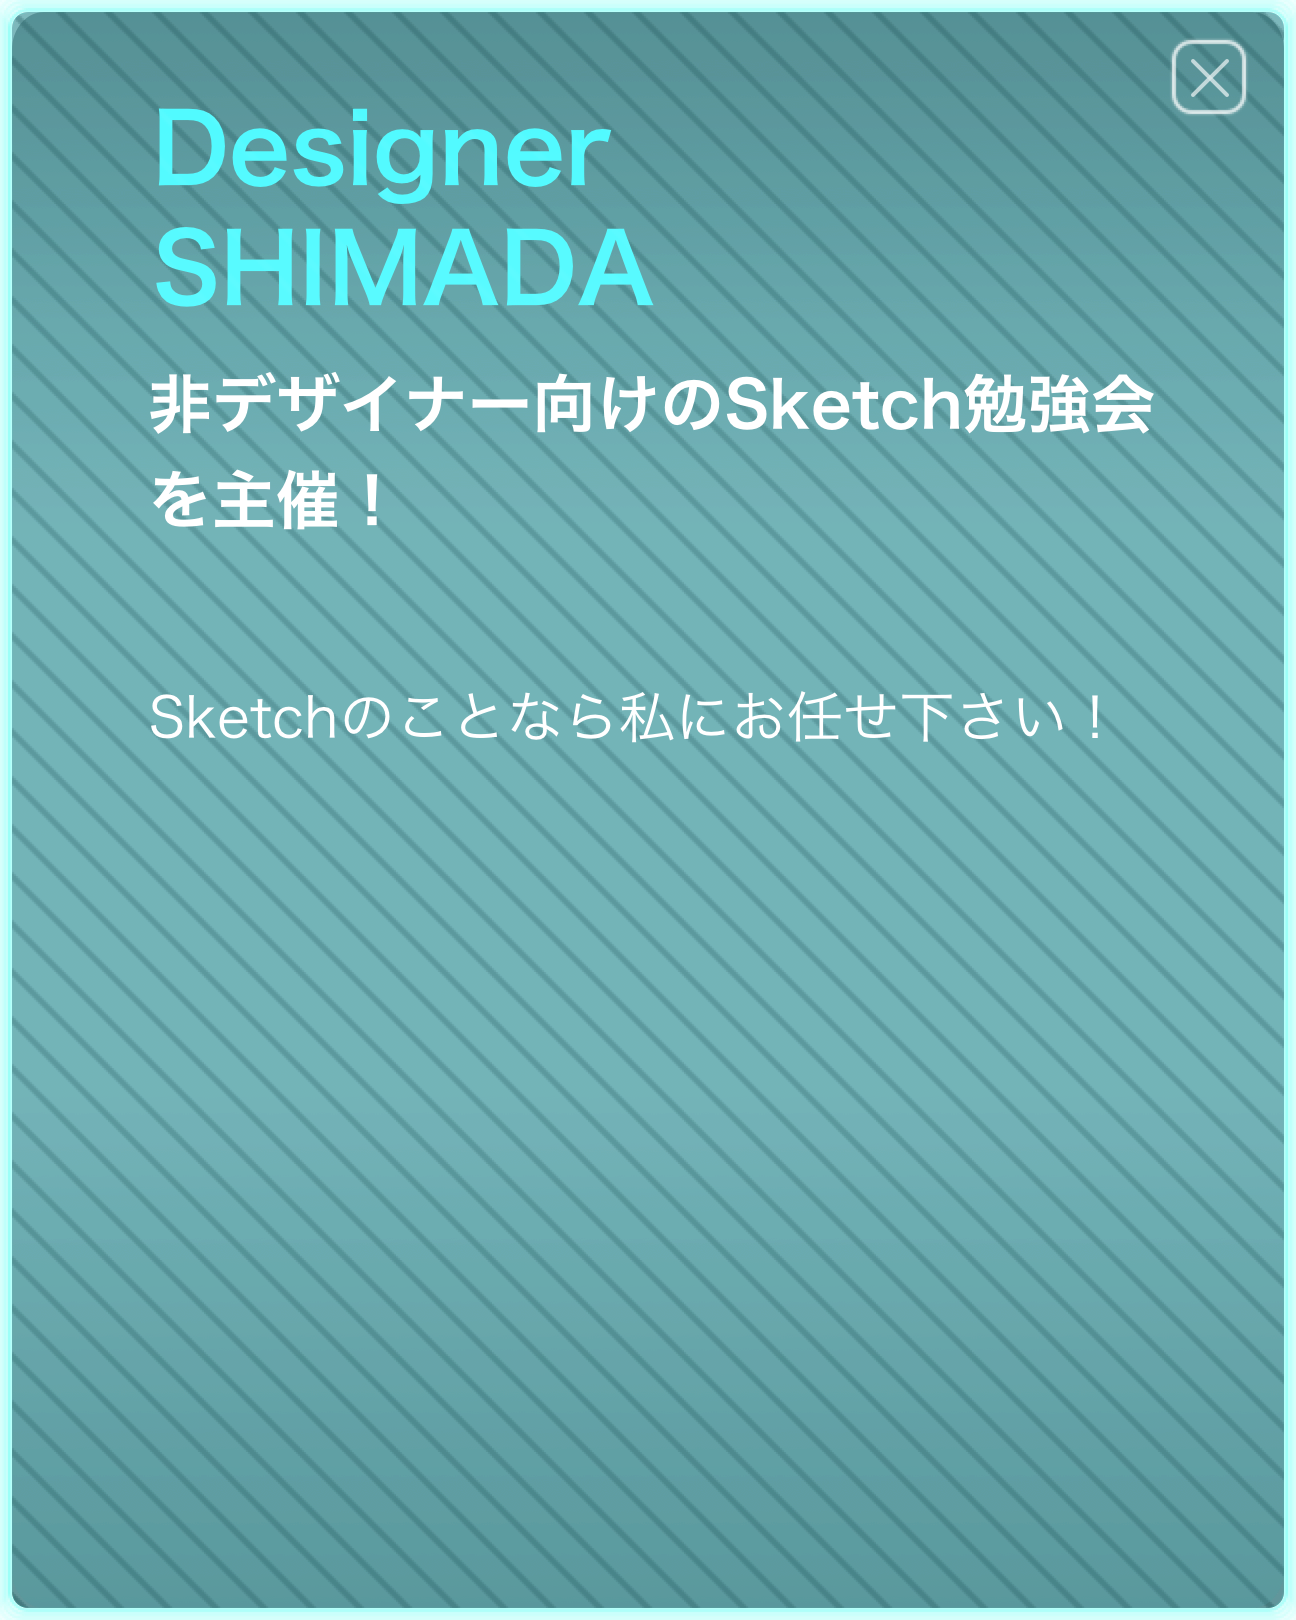 Designer
SHIMADA
非デザイナー向けのSketch勉強会
を主催！
Sketchのことなら私にお任せ下さい！